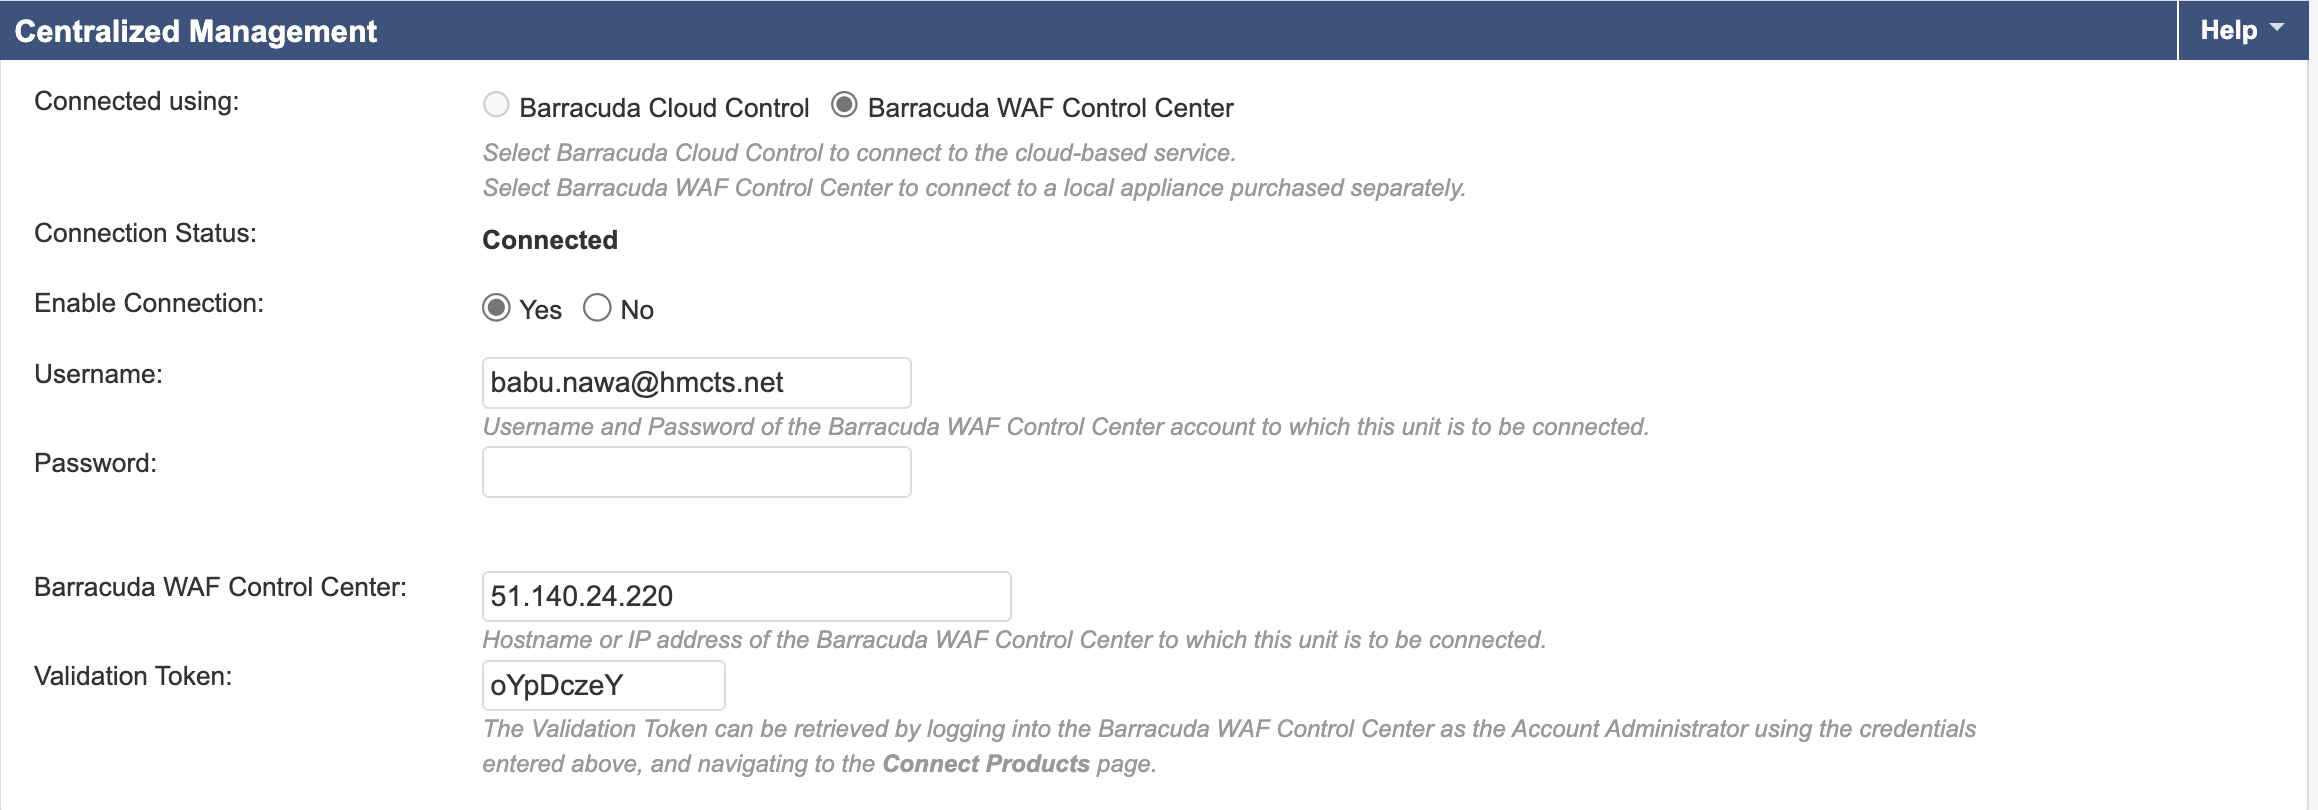 Centralized Management
Help
Connected using:
Barracuda Cloud Control Barracuda WAF Control Center
Select Barracuda Cloud Control to connect to the cloud-based service.
Select Barracuda WAF Control Center to connect to a local appliance purchased separately.
Connection Status:
Connected
Enable Connection:
Yes No
Username:
babu.nawa@hmcts.net
Username and Password of the Barracuda WAF Control Center account to which this unit is to be connected.
Password:
Barracuda WAF Control Center:
51.140.24.220
Hostname or IP address of the Barracuda WAF Control Center to which this unit is to be connected.
Validation Token:
oYpDczeY
The Validation Token can be retrieved by logging into the Barracuda WAF Control Center as the Account Administrator using the credentials
entered above, and navigating to the Connect Products page.